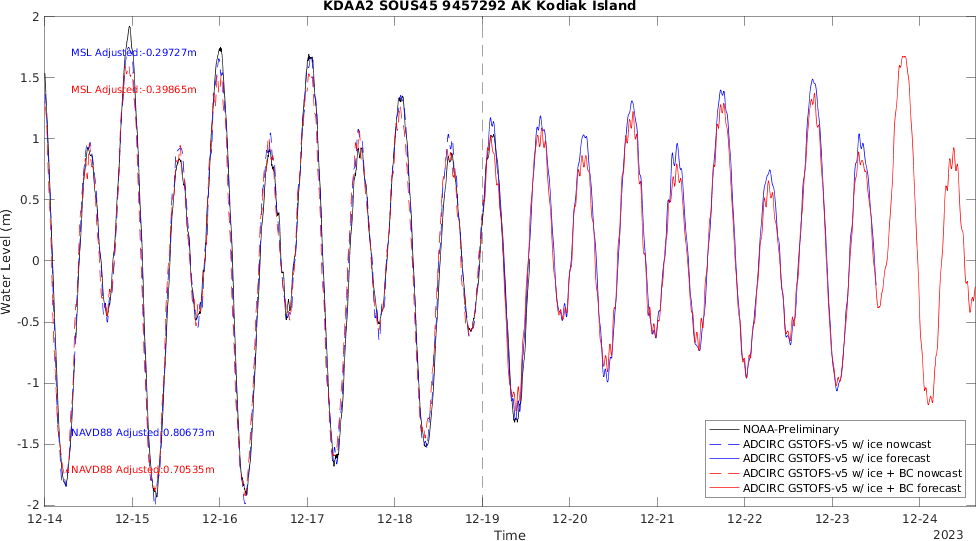 KDAA2 SOUS45 9457292 AK Kodiak Island
2
1.5
1
0.5
0
-0.5
-1
-1.5
-2
Water Level (m)
MSL Adjusted:-0.29727m
MSL Adjusted:-0.39865m
NAVD88 Adjusted:0.80673m
NAVD88 Adjusted:0.70535m
NOAA-Preliminary
ADCIRC GSTOFS-v5 w/ ice nowcast
ADCIRC GSTOFS-v5 w/ ice forecast
ADCIRC GSTOFS-v5 w/ ice + BC nowcast
ADCIRC GSTOFS-v5 w/ ice + BC forecast
12-14 12-15 12-16 12-17 12-18 12-19 12-20 12-21 12-22 12-23 12-24
Time
2023